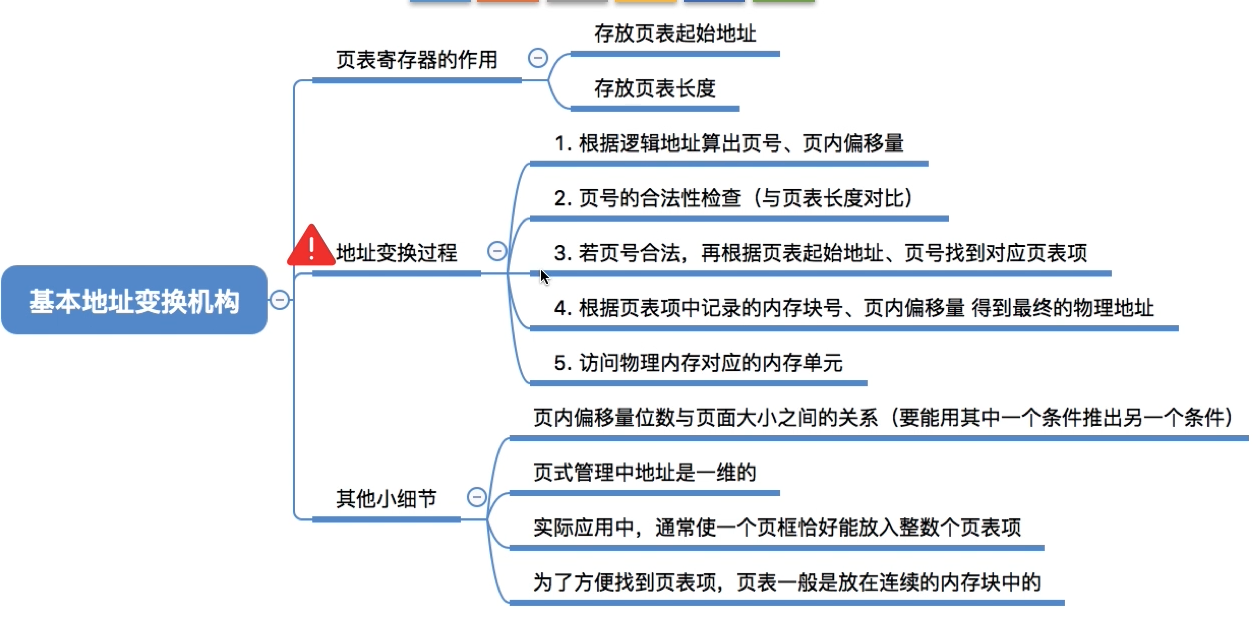 基本地址变换机构
页表寄存器的作用
存放页表起始地址
存放页表长度
地址变换过程
1. 根据逻辑地址算出页号、页内偏移量
2. 页号的合法性检查（与页表长度对比）
3. 若页号合法，再根据页表起始地址、页号找到对应页表项
4. 根据页表项中记录的内存块号、页内偏移量 得到最终的物理地址
5. 访问物理内存对应的内存单元
其他小细节
页内偏移量位数与页面大小之间的关系（要能用其中一个条件推出另一个条件）
页式管理中地址是一维的
实际应用中，通常使一个页框恰好能放入整数个页表项
为了方便找到页表项，页表一般是放在连续的内存块中的